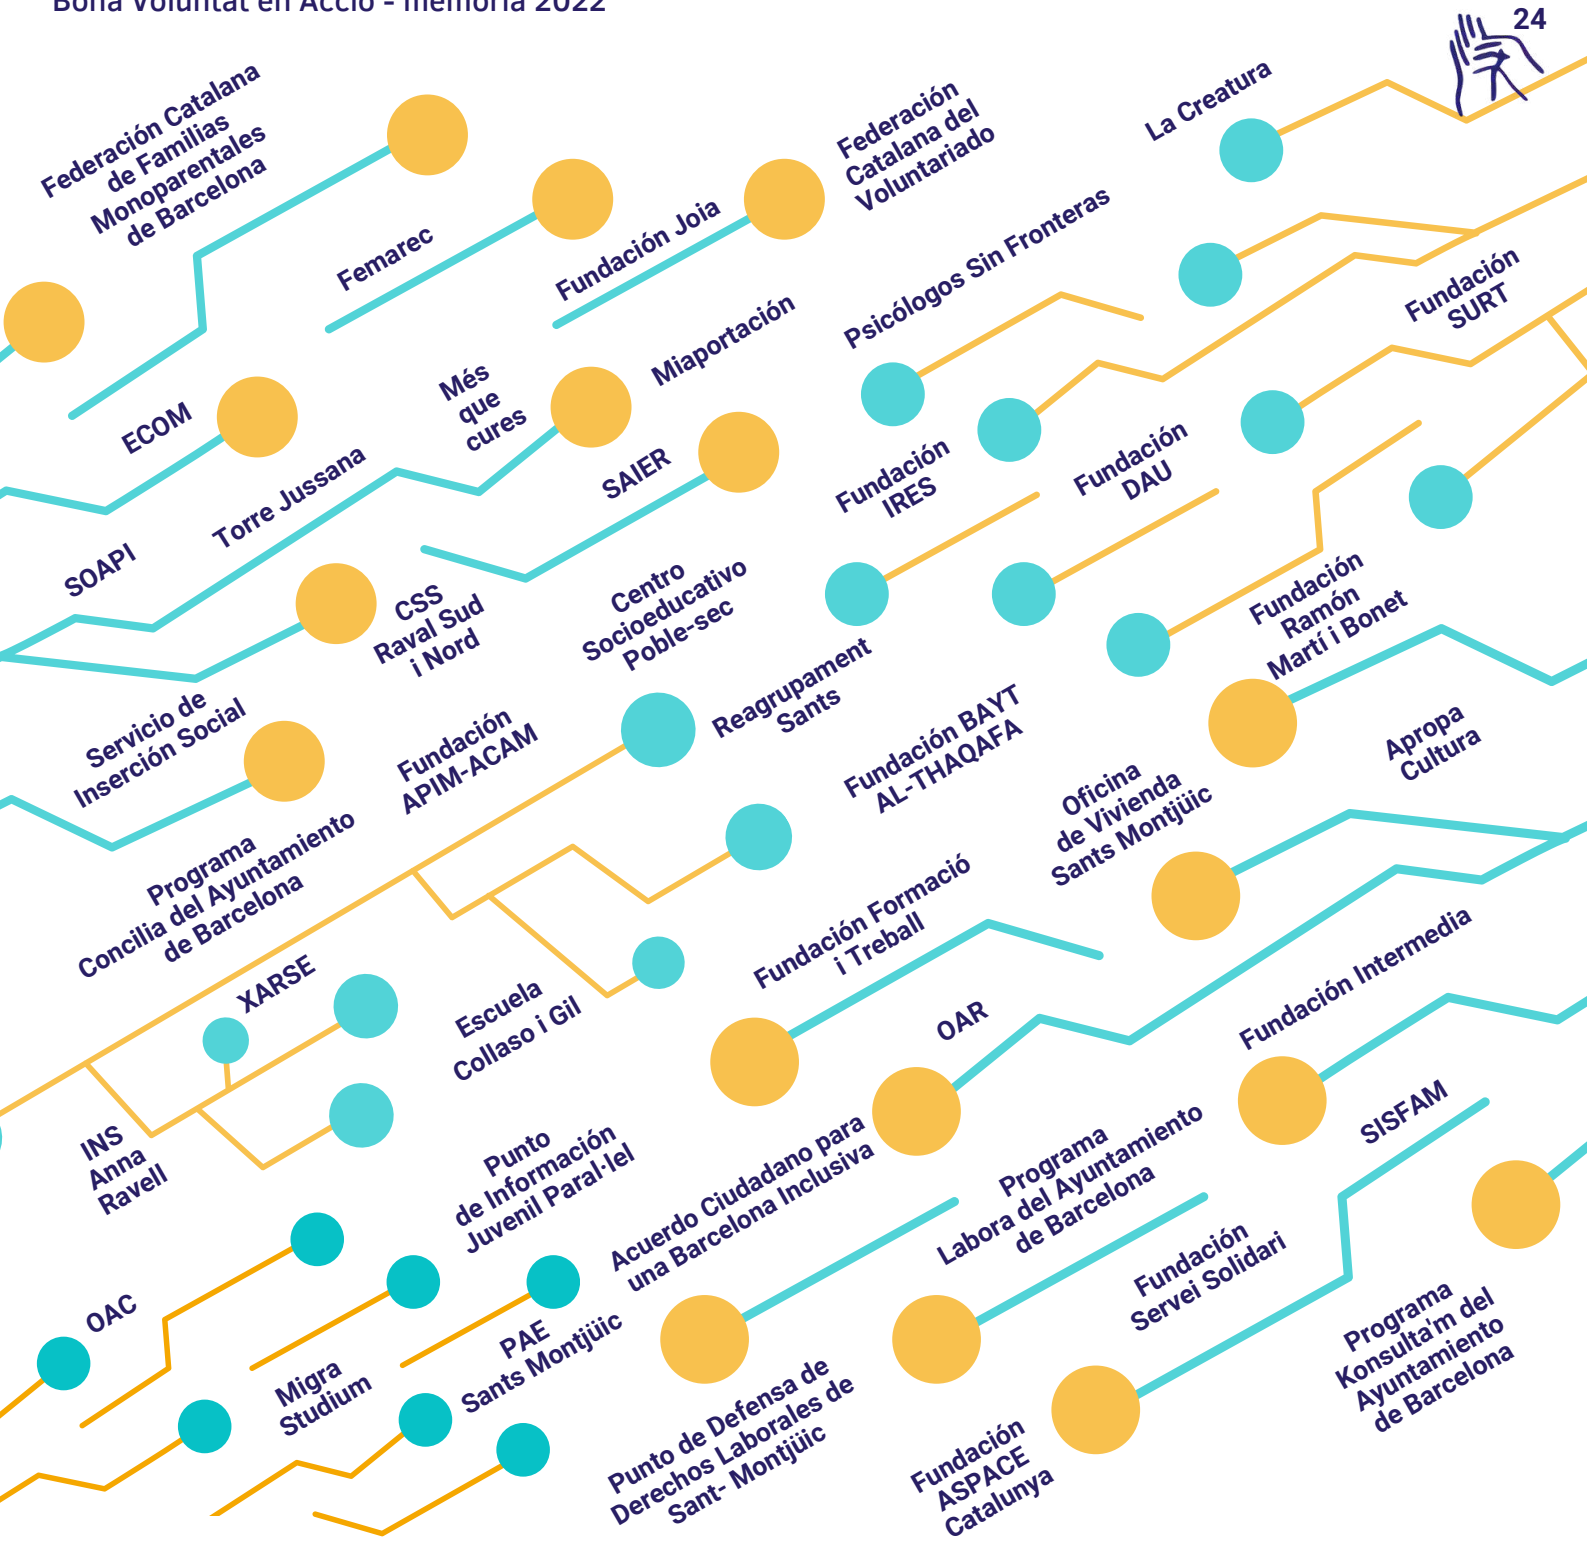 Bona Voluntat en Acció - memòria 2022
24
Federación Catalana
de Familias
Monoparentales
de Barcelona
Femarec
Fundación Joia
Federación
Catalana del
Voluntariado
La Creatura
Psicólogos Sin Fronteras
Fundación
SURT
ECOM
Torre Jussana
Més
que
cures
Miaportación
SAIER
Fundación
IRES
Fundación
DAU
SOAPI
CSS
Raval Sud
i Nord
Centro
Socioeducativo
Poble-sec
Fundación
Ramón
Martí i Bonet
Servicio de
Inserción Social
Fundación
APIM-ACAM
Reagrupament
Sants
Fundación BAYT
AL-THAQAFA
Oficina
de Vivienda
Sants Montjüic
Apropa
Cultura
Programa
Concilia del Ayuntamiento
de Barcelona
XARSE
Escuela
Collaso i Gil
Fundación Formació
i Treball
OAR
Fundación Intermedia
INS
Anna
Ravell
Punto
de Información
Juvenil Paral·lel
Acuerdo Ciudadano para
una Barcelona Inclusiva
Programa
Labora del Ayuntamiento
de Barcelona
SISFAM
Fundación
Servei Solidari
OAC
Migra
Studium
PAE
Sants Montjüic
Punto de Defensa de
Derechos Laborales de
Sant- Montjüic
Fundación
ASPACE
Catalunya
Programa
Konsulta'm del
Ayuntamiento
de Barcelona